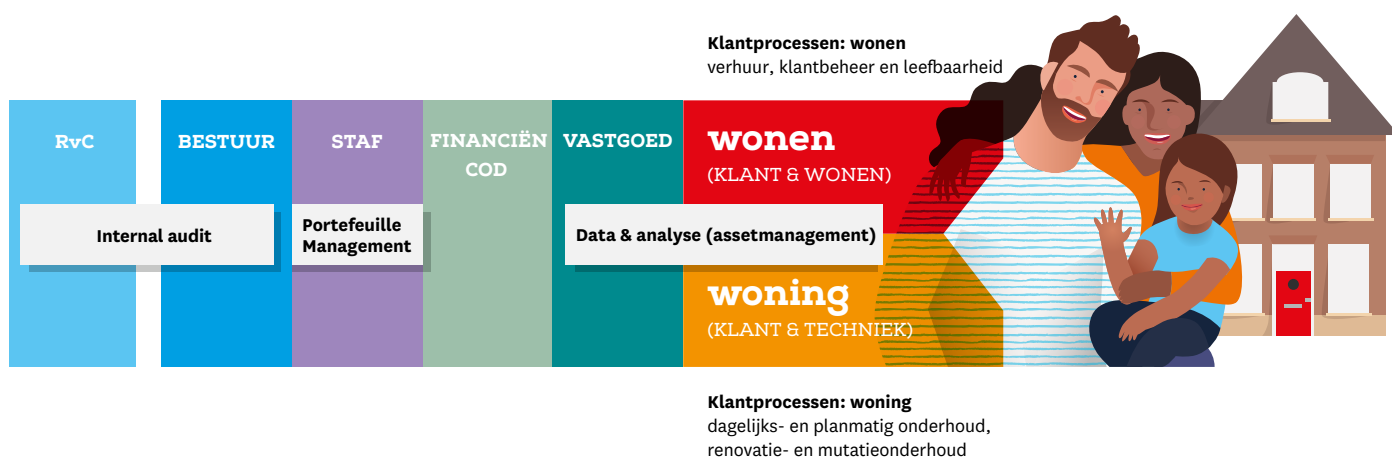 Klantprocessen: wonen
verhuur, klantbeheer en leefbaarheid
RvC
BESTUUR
STAF
FINANCIËN
COD
VASTGOED
wonen
(KLANT & WONEN)
Internal audit
Portefeuille
Management
Data & analyse (assetmanagement)
woning
(KLANT & TECHNIEK)
Klantprocessen: woning
dagelijks- en planmatig onderhoud,
renovatie- en mutatieonderhoud